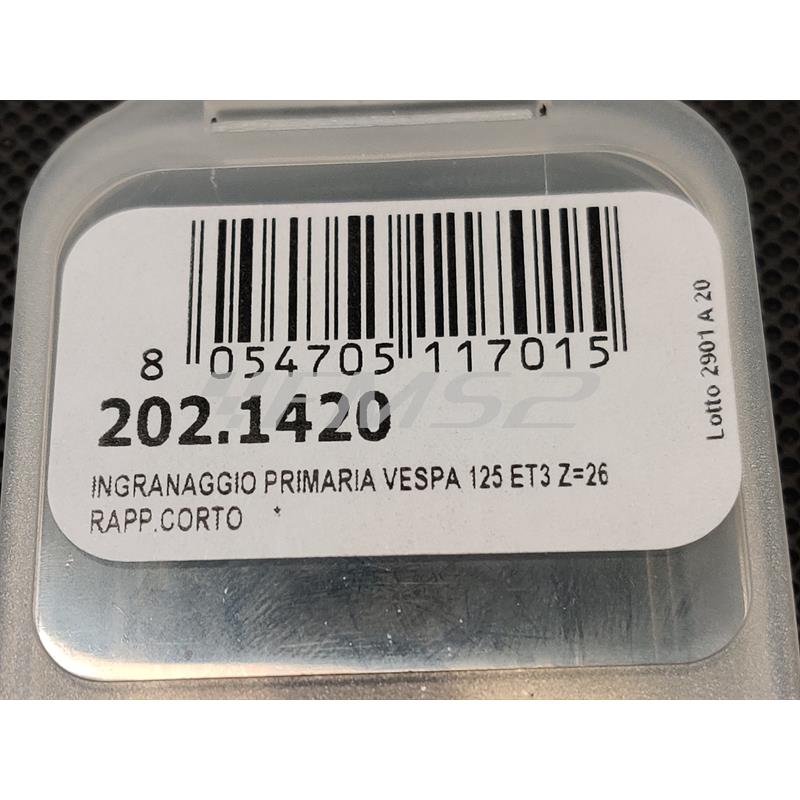 8 054705 117015
202.1420
INGRANAGGIO PRIMARIA VESPA 125 ET3 Z=26
RAPP.CORTO *
Lotto 2901 A 20